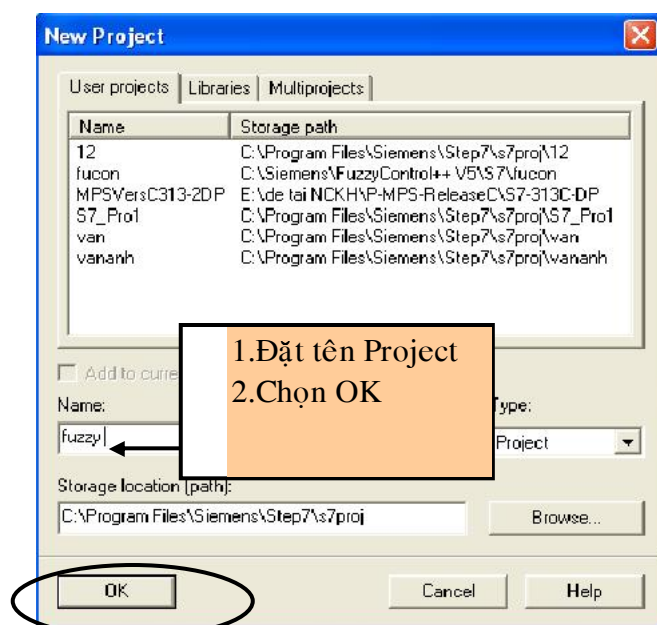 New Project
User projects Libraries Multiprojects
Name Storage path
12 C:\Program Files\Siemens\Step7\s7proj\12
fucon C:\Siemens\FuzzyControl++ V5\S7\fucon
MPSVersC313-2DP E:\de tai NCKH\P-MPS-ReleaseC\S7-313C-DP
S7_Pro1 C:\Program Files\Siemens\Step7\s7proj\S7_Pro1
van C:\Program Files\Siemens\Step7\s7proj\van
vananh C:\Program Files\Siemens\Step7\s7proj\vananh
1.Đặt tên Project
2.Chọn OK
Add to curre
Name: Type:
fuzzy Project
Storage location (path):
C:\Program Files\Siemens\Step7\s7proj Browse...
OK Cancel Help